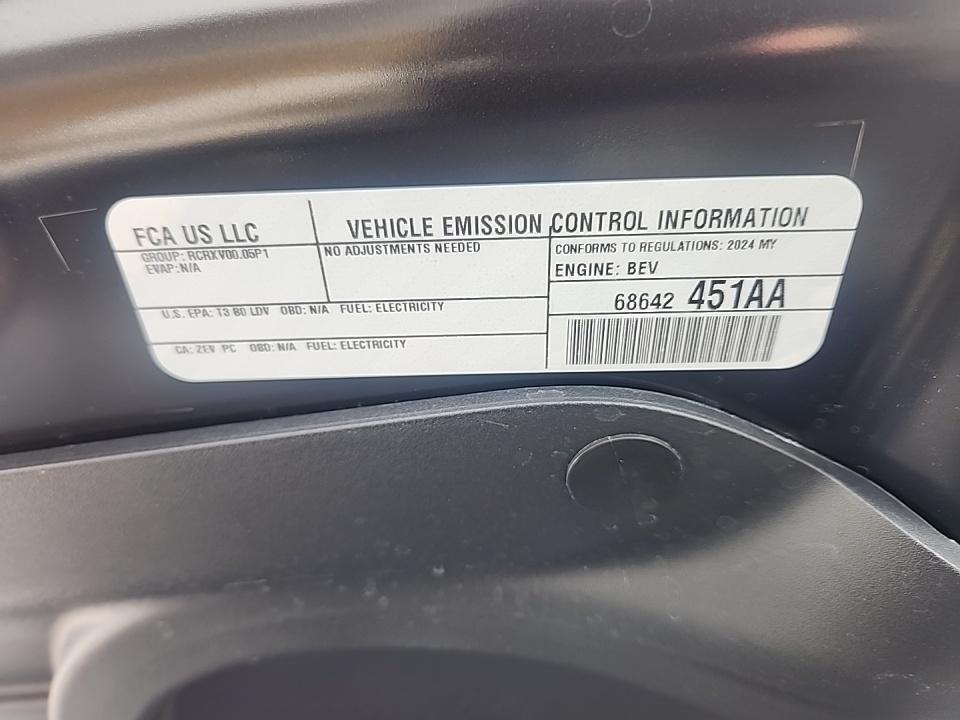 FCA US LLC
VEHICLE EMISSION CONTROL INFORMATION
GROUP: RCRXV00.05P1
EVAP: N/A
NO ADJUSTMENTS NEEDED
CONFORMS TO REGULATIONS: 2024 MY
ENGINE: BEV
68642 451AA
U.S. EPA: T3 B0 LDV OBD: N/A FUEL: ELECTRICITY
CA: ZEV PC OBD: N/A FUEL: ELECTRICITY